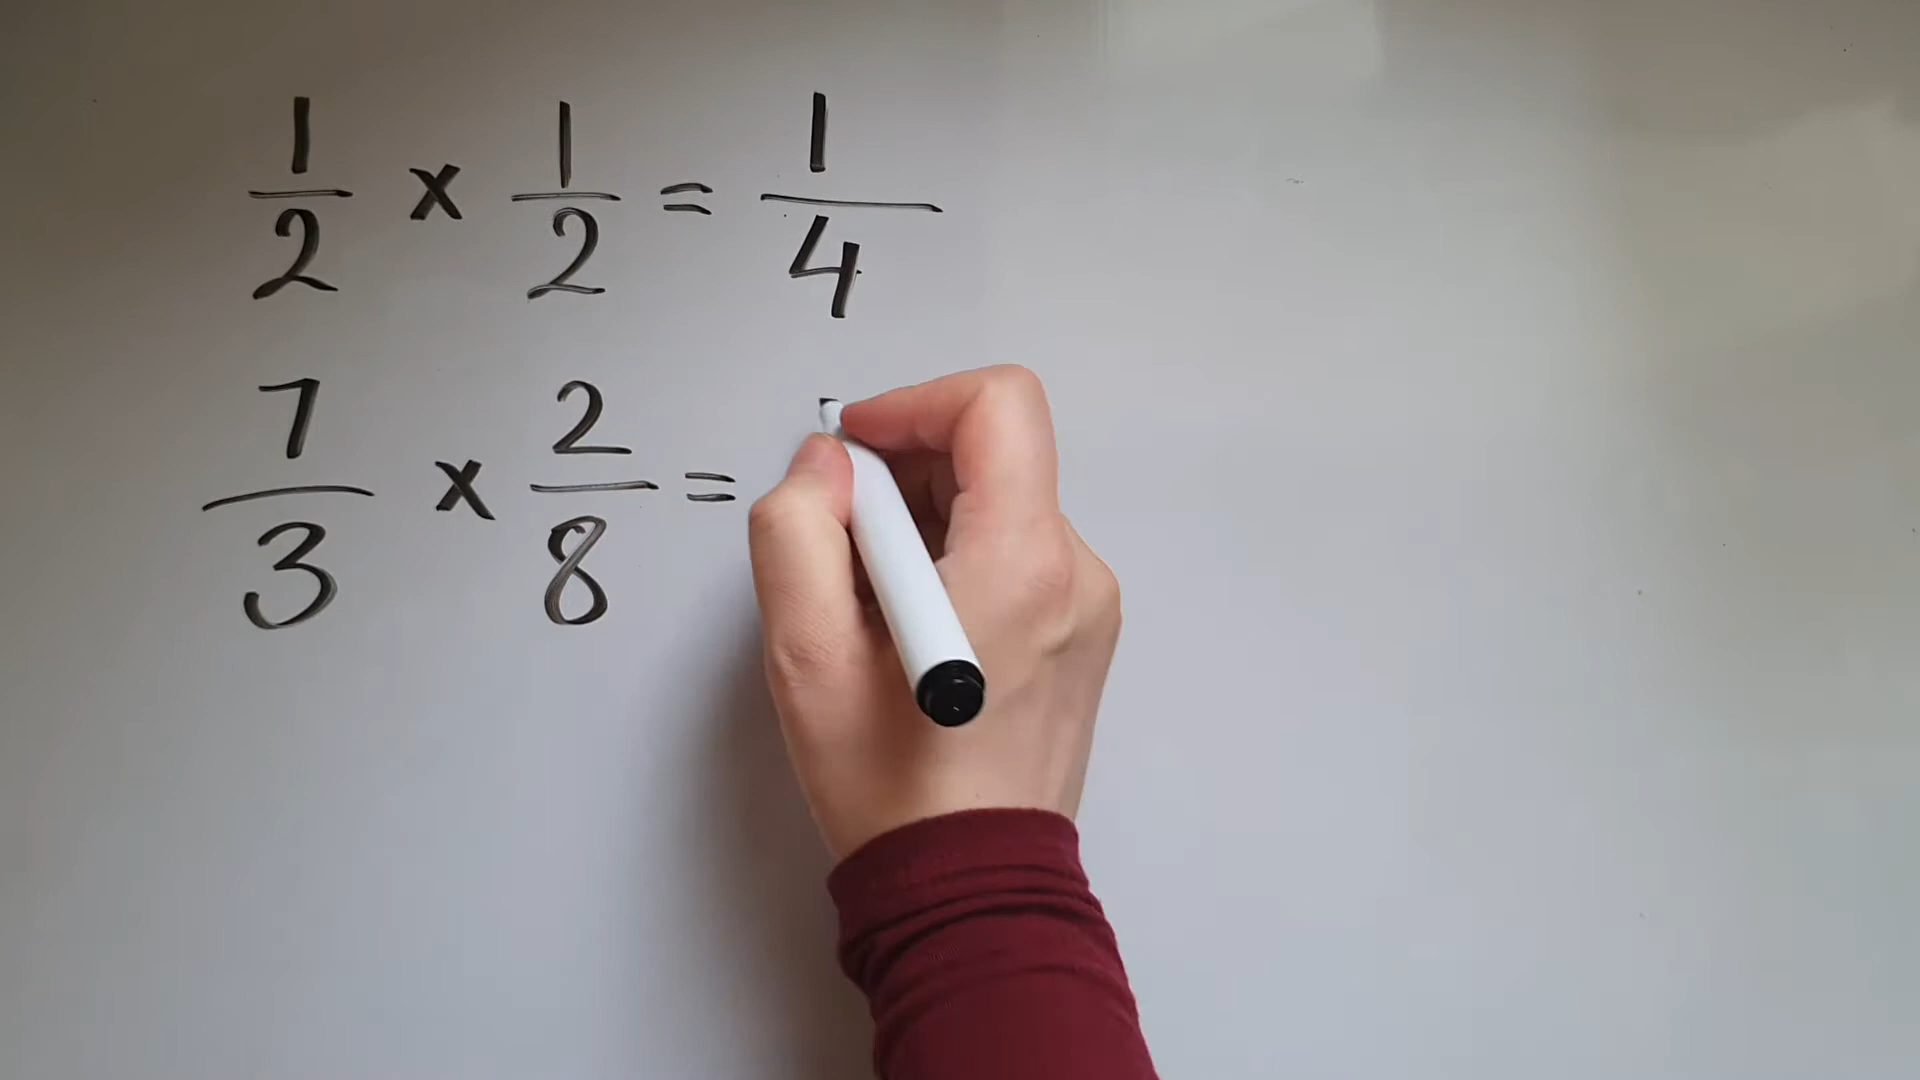 1/2 x 1/2 = 1/4
7/3 x 2/8 =